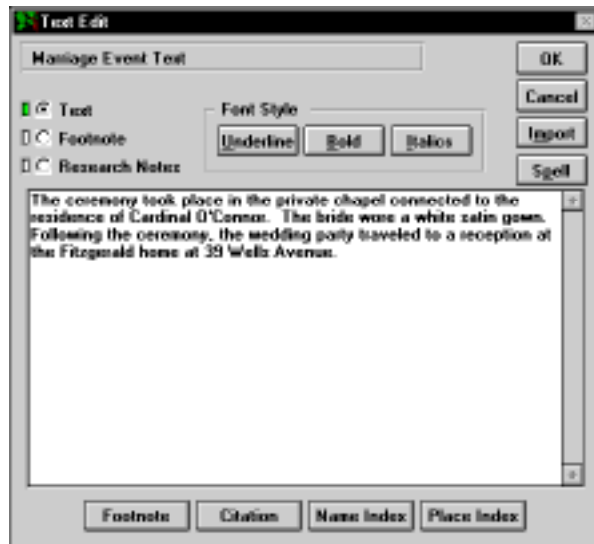 Text Edit
Marriage Event Text
OK
Cancel
Import
Spell
Text
Footnote
Research Notes
Font Style
Underline Bold Italics
The ceremony took place in the private chapel connected to the
residence of Cardinal O'Connor. The bride wore a white satin gown.
Following the ceremony, the wedding party traveled to a reception at
the Fitzgerald home at 39 Wells Avenue.
Footnote Citation Name Index Place Index